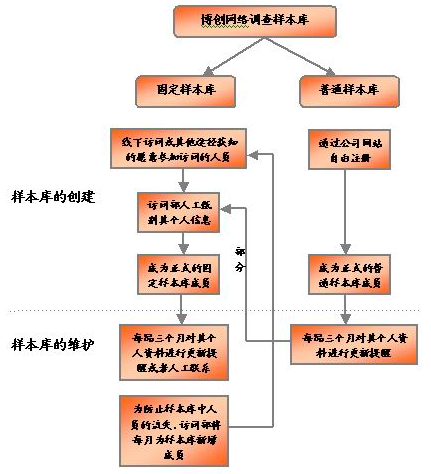 博创网络调查样本库
固定样本库
普通样本库
线下访问或其他途径获知
的愿意参加访问的人员
通过公司网站
自由注册
样本库的创建
访问部人工联
到其个人信息
部
分
成为正式的固
定样本库成员
成为正式的普
通样本库成员
样本库的维护
每隔三个月对其个
人资料进行更新提
醒或者人工联系
每隔三个月对其个人资
料进行更新提醒
为防止样本库中人
员的流失，访问部将
每月为样本库新增
成员